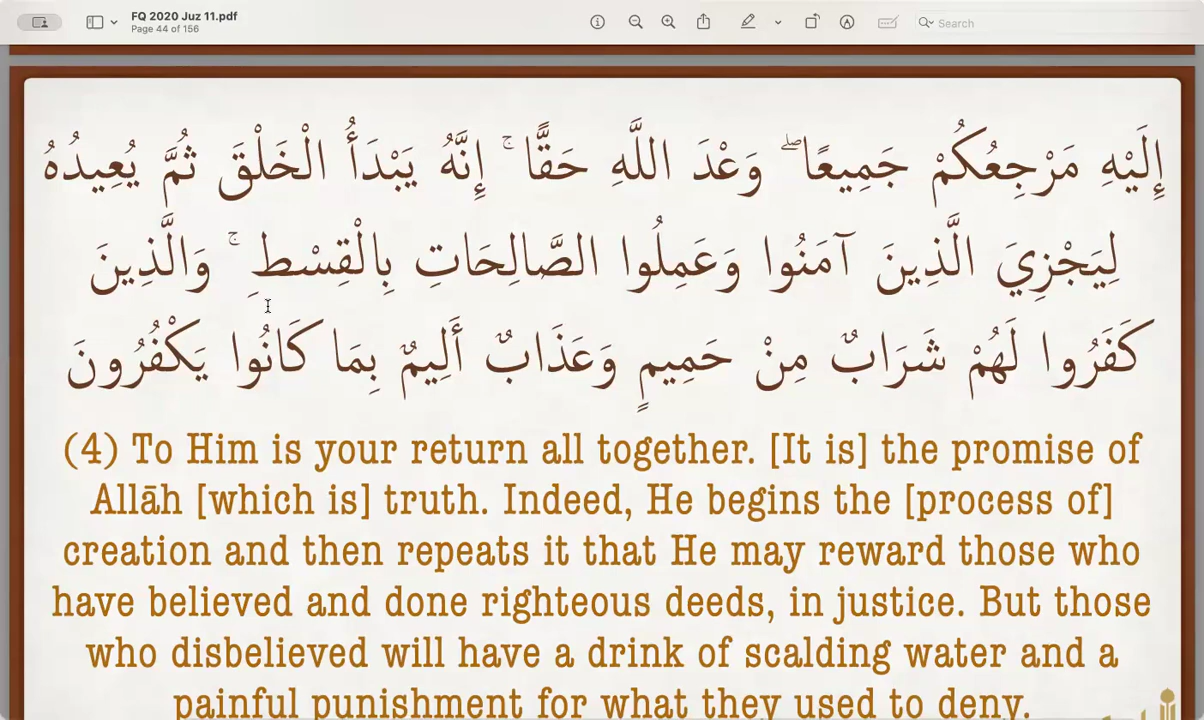 FQ 2020 Juz 11.pdf
Page 44 of 156
Search
إِلَيْهِ مَرْجِعُكُمْ جَمِيعًا ۖ وَعْدَ اللَّهِ حَقًّا ۚ إِنَّهُ يَبْدَأُ الْخَلْقَ ثُمَّ يُعِيدُهُ
لِيَجْزِيَ الَّذِينَ آمَنُوا وَعَمِلُوا الصَّالِحَاتِ بِالْقِسْطِ ۚ وَالَّذِينَ
كَفَرُوا لَهُمْ شَرَابٌ مِنْ حَمِيمٍ وَعَذَابٌ أَلِيمٌ بِمَا كَانُوا يَكْفُرُونَ
(4) To Him is your return all together. [It is] the promise of
Allāh [which is] truth. Indeed, He begins the [process of]
creation and then repeats it that He may reward those who
have believed and done righteous deeds, in justice. But those
who disbelieved will have a drink of scalding water and a
painful punishment for what they used to deny.